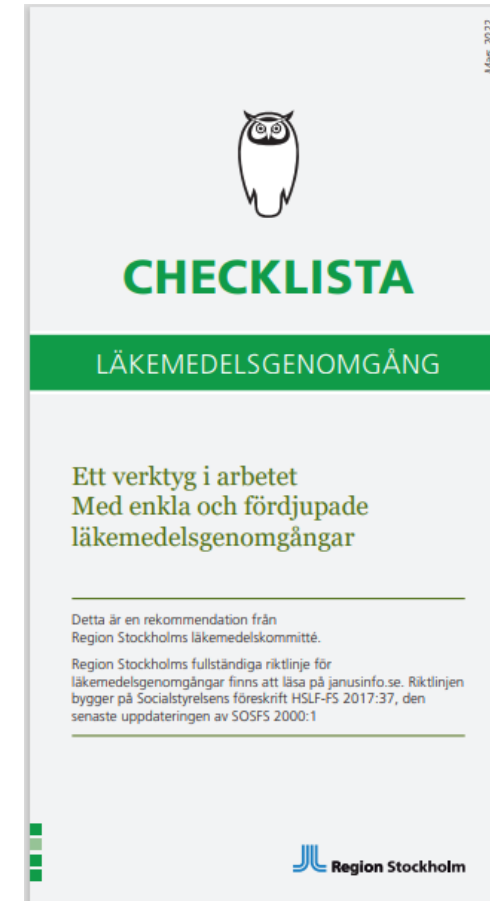 Mars 2022
CHECKLISTA
LÄKEMEDELSGENOMGÅNG
Ett verktyg i arbetet
Med enkla och fördjupade
läkemedelsgenomgångar
Detta är en rekommendation från
Region Stockholms läkemedelskommitté.
Region Stockholms fullständiga riktlinje för
läkemedelsgenomgångar finns att läsa på janusinfo.se. Riktlinjen
bygger på Socialstyrelsens föreskrift HSLF-FS 2017:37, den
senaste uppdateringen av SOSFS 2000:1
Region Stockholm